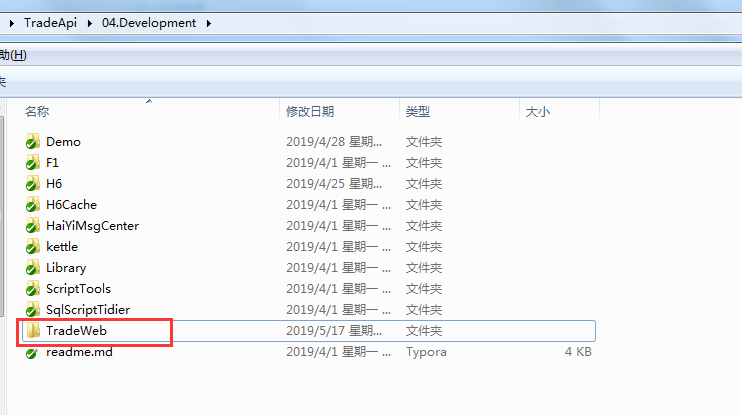 TradeApi 04.Development
助(H)
夹
名称 修改日期 类型 大小
Demo 2019/4/28 星期... 文件夹
F1 2019/4/1 星期一 ... 文件夹
H6 2019/4/25 星期... 文件夹
H6Cache 2019/4/1 星期一 ... 文件夹
HaiYiMsgCenter 2019/4/1 星期一 ... 文件夹
kettle 2019/4/1 星期一 ... 文件夹
Library 2019/4/1 星期一 ... 文件夹
ScriptTools 2019/4/1 星期一 ... 文件夹
SqlScriptTidier 2019/4/1 星期一 ... 文件夹
TradeWeb 2019/5/17 星期... 文件夹
readme.md 2019/4/1 星期一 ... Typora 4 KB